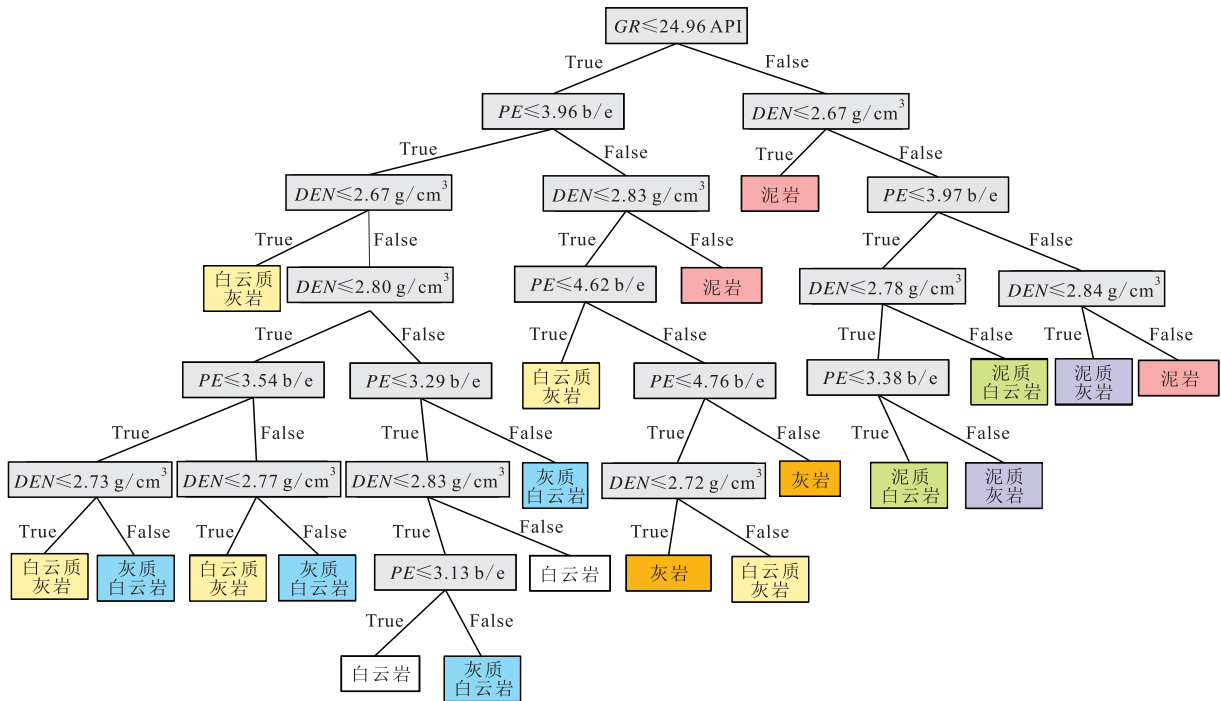 GR≤24.96 API
True
False
PE≤3.96 b/e
DEN≤2.67 g/cm³
True
False
True
False
DEN≤2.67 g/cm³
DEN≤2.83 g/cm³
泥岩
PE≤3.97 b/e
True
False
True
False
True
False
白云质
灰岩
DEN≤2.80 g/cm³
PE≤4.62 b/e
泥岩
DEN≤2.78 g/cm³
DEN≤2.84 g/cm³
True
False
True
False
True
False
True
False
PE≤3.54 b/e
PE≤3.29 b/e
白云质
灰岩
PE≤4.76 b/e
PE≤3.38 b/e
泥质
白云岩
泥质
灰岩
泥岩
True
False
True
False
True
False
True
False
DEN≤2.73 g/cm³
DEN≤2.77 g/cm³
DEN≤2.83 g/cm³
灰质
白云岩
DEN≤2.72 g/cm³
灰岩
泥质
白云岩
泥质
灰岩
True
False
True
False
True
False
True
False
白云质
灰岩
灰质
白云岩
白云质
灰岩
灰质
白云岩
PE≤3.13 b/e
白云岩
灰岩
白云质
灰岩
True
False
白云岩
灰质
白云岩